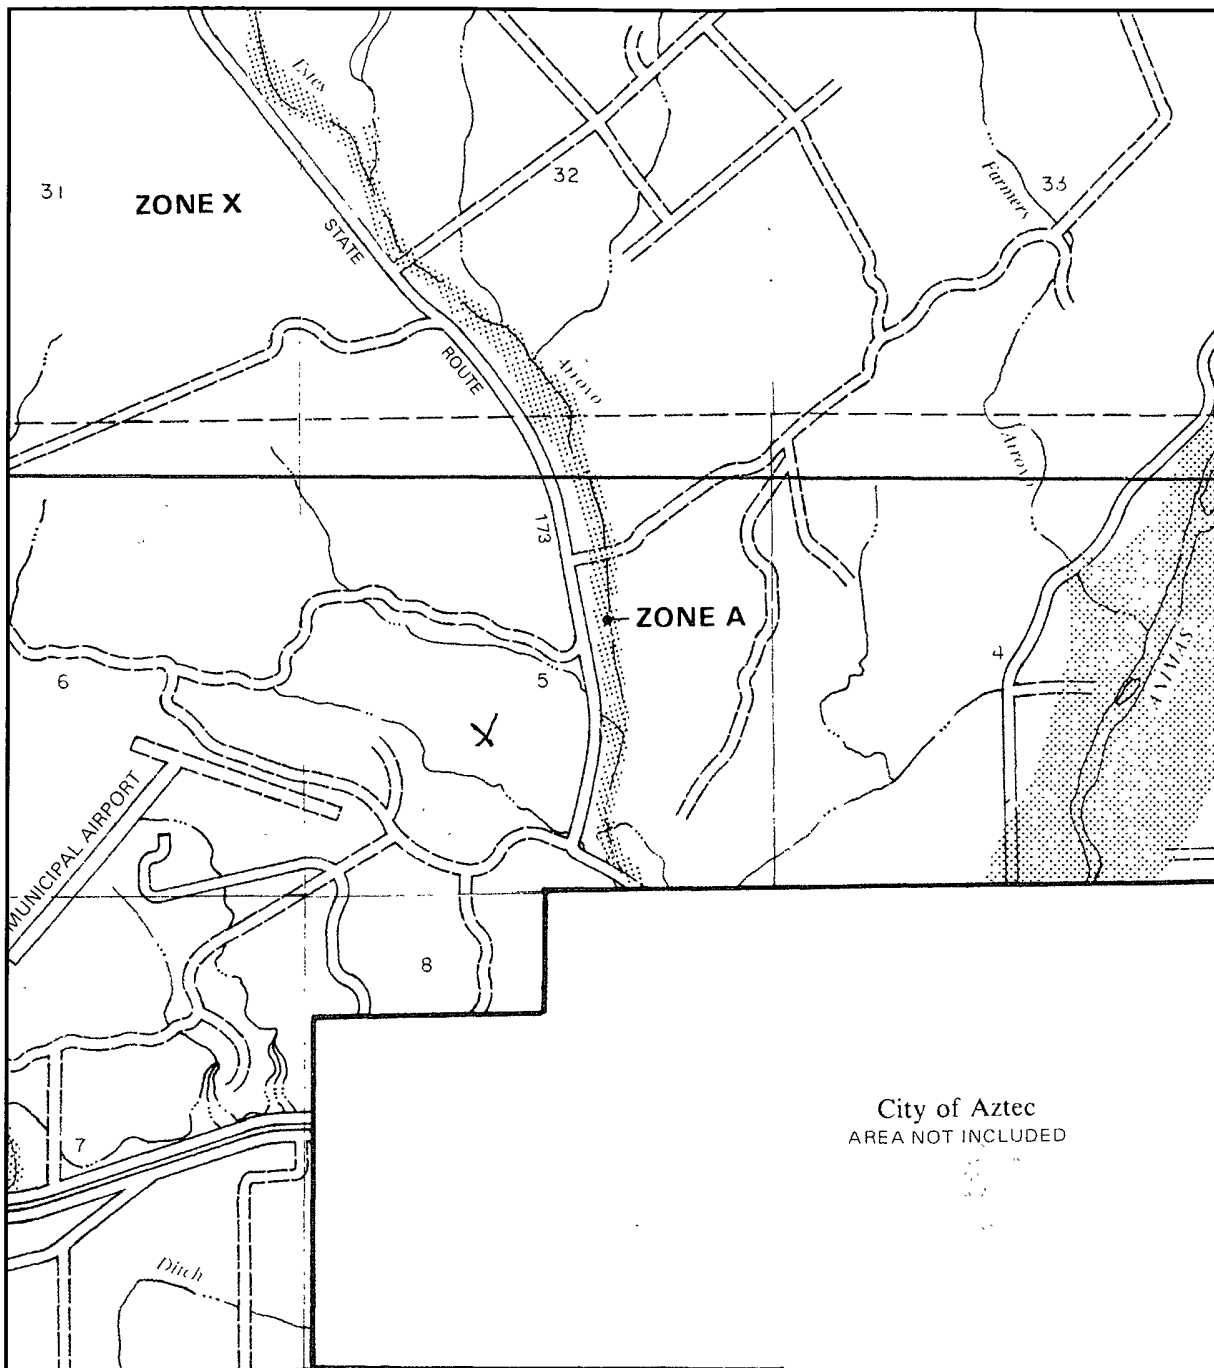 Estes
31
ZONE X
32
Farmers
33
STATE
ROUTE
Arroyo
Arroyo
173
ZONE A
6
5
X
4
ANIMAS
MUNICIPAL AIRPORT
8
City of Aztec
AREA NOT INCLUDED
7
Ditch